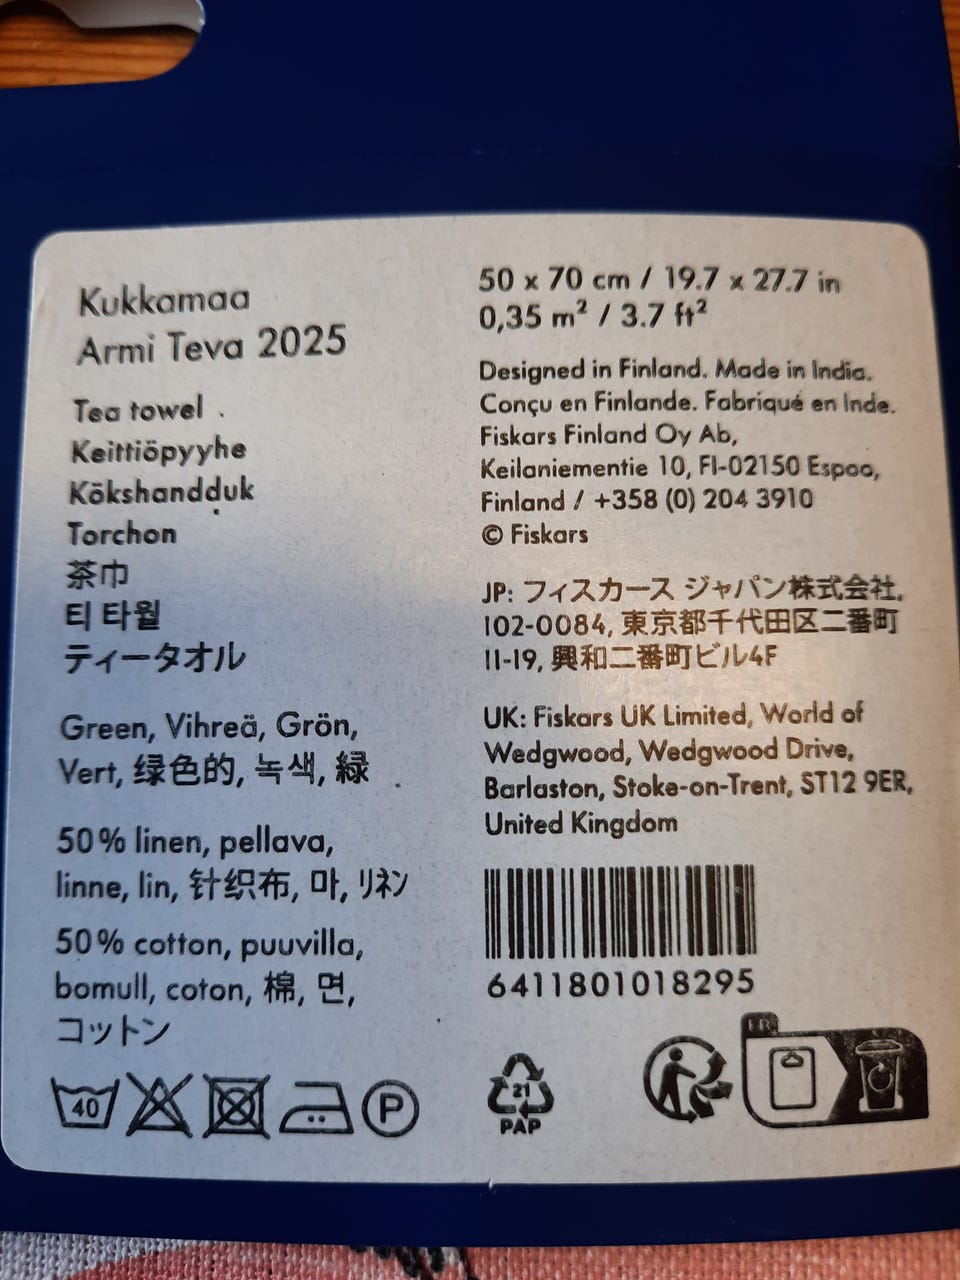 Kukkamaa
Armi Teva 2025
Tea towel
Keittiöpyyhe
Kökshandduk
Torchon
茶巾
티 타월
ティータオル
Green, Vihreä, Grön,
Vert, 绿色的, 녹색, 緑
50% linen, pellava,
linne, lin, 针织布, 마, リネン
50% cotton, puuvilla,
bomull, coton, 棉, 면,
コットン
40
P
50 x 70 cm / 19.7 x 27.7 in
0,35 m² / 3.7 ft²
Designed in Finland. Made in India.
Conçu en Finlande. Fabriqué en Inde.
Fiskars Finland Oy Ab,
Keilaniementie 10, FI-02150 Espoo,
Finland / +358 (0) 204 3910
© Fiskars
JP: フィスカース ジャパン株式会社,
102-0084, 東京都千代田区二番町
11-19, 興和二番町ビル4F
UK: Fiskars UK Limited, World of
Wedgwood, Wedgwood Drive,
Barlaston, Stoke-on-Trent, ST12 9ER,
United Kingdom
6411801018295
21
PAP
FR